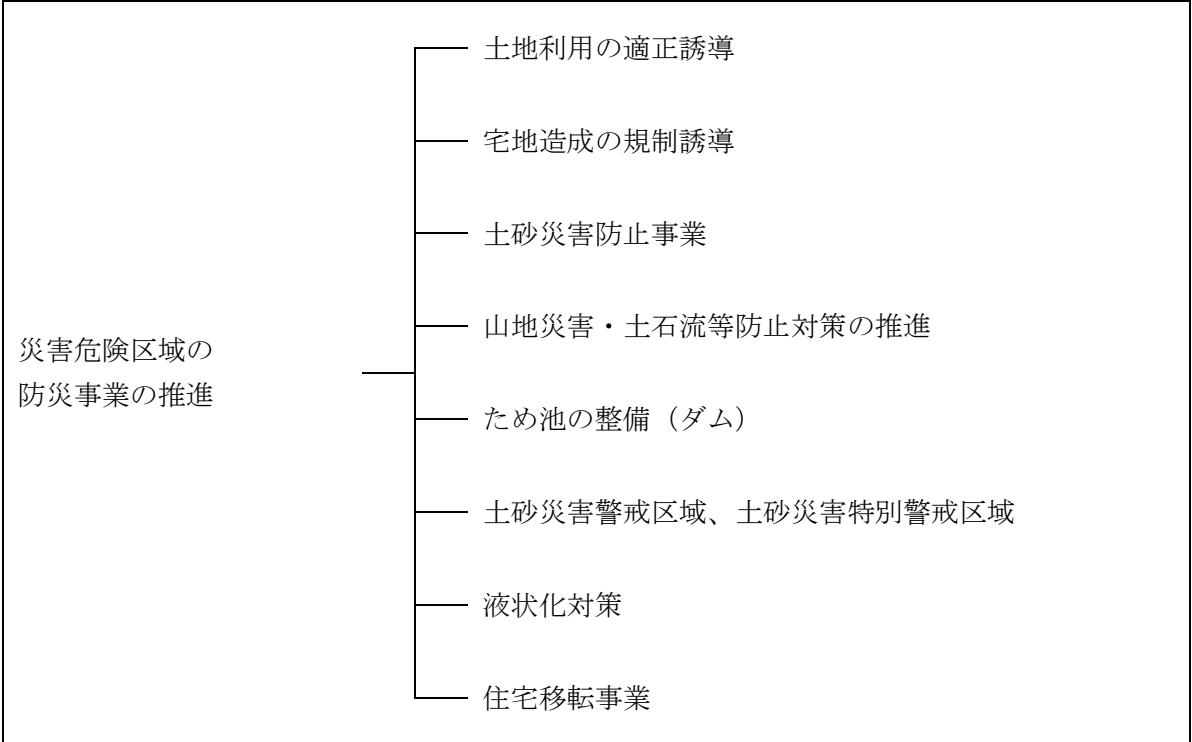 災害危険区域の
防災事業の推進
土地利用の適正誘導
宅地造成の規制誘導
土砂災害防止事業
山地災害・土石流等防止対策の推進
ため池の整備（ダム）
土砂災害警戒区域、土砂災害特別警戒区域
液状化対策
住宅移転事業